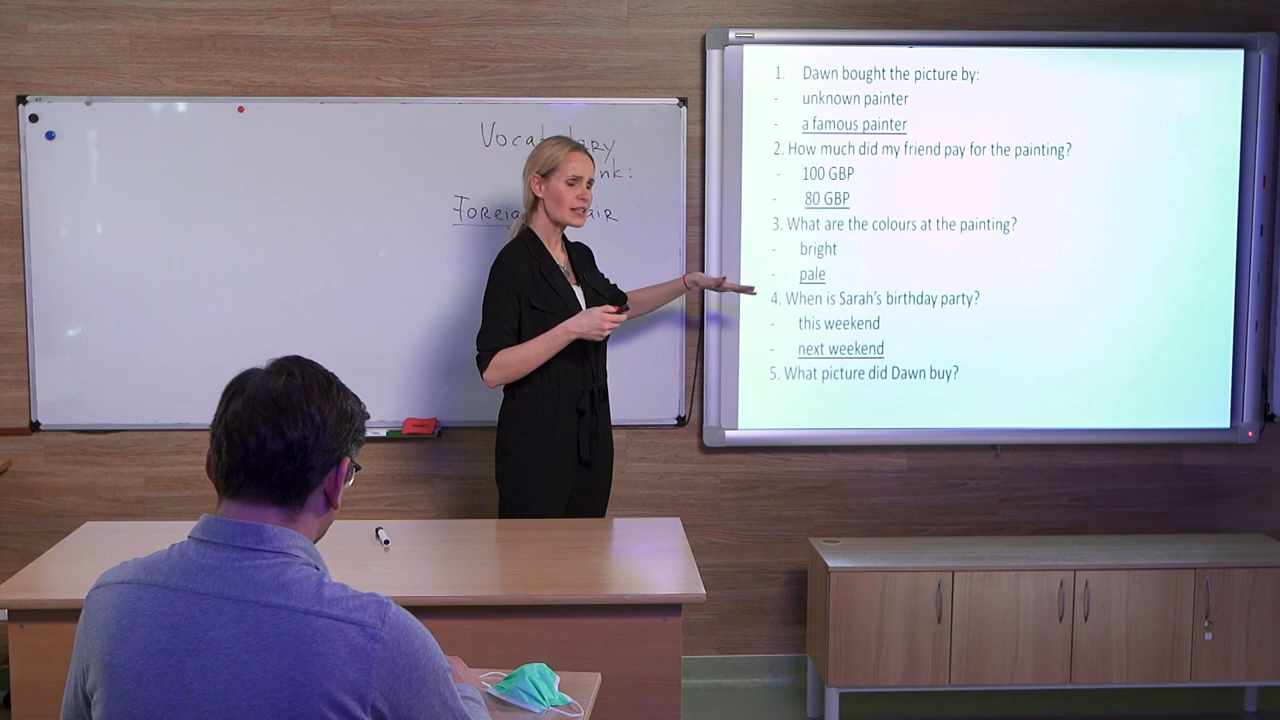 Vocabulary
1. Dawn bought the picture by:
- unknown painter
- a famous painter
2. How much did my friend pay for the painting?
- 100 GBP
- 80 GBP
3. What are the colours at the painting?
- bright
- pale
4. When is Sarah's birthday party?
- this weekend
- next weekend
5. What picture did Dawn buy?